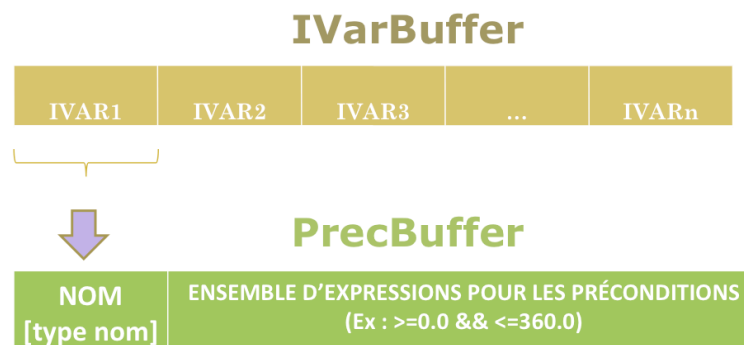 IVarBuffer
IVAR1 IVAR2 IVAR3 ... IVARn
PrecBuffer
NOM ENSEMBLE D’EXPRESSIONS POUR LES PRÉCONDITIONS
[type nom] (Ex : >=0.0 && <=360.0)